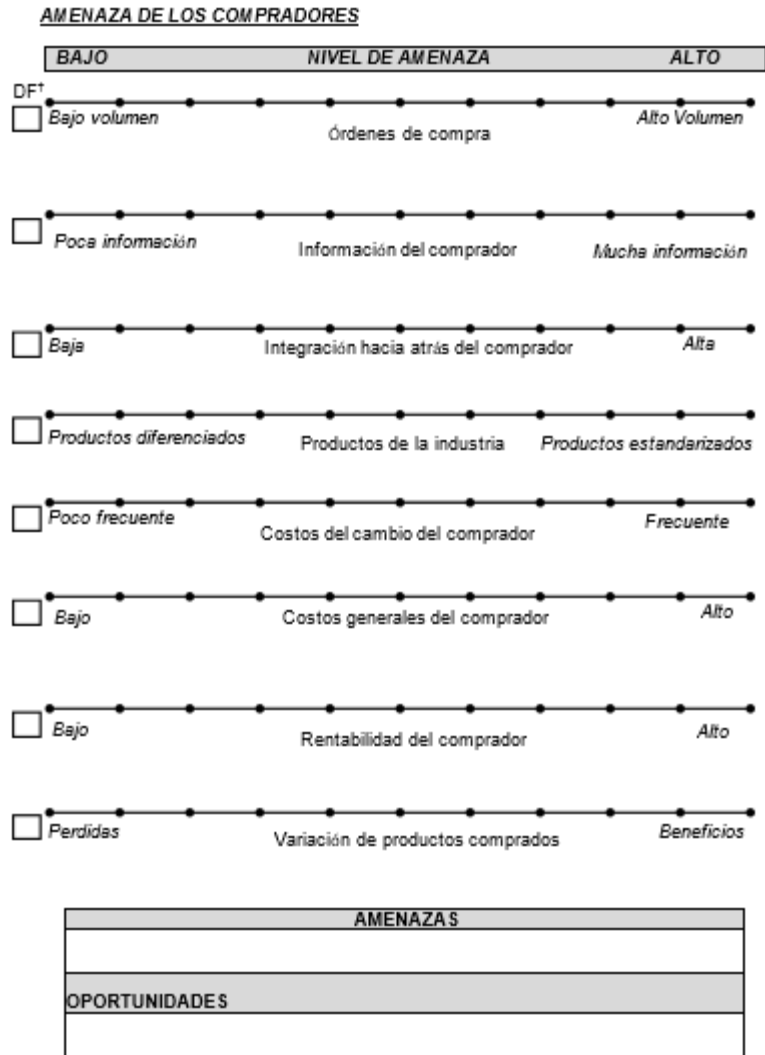 AMENAZA DE LOS COMPRADORES
BAJO NIVEL DE AMENAZA ALTO
DF†
Bajo volumen Órdenes de compra Alto Volumen
Poca información Información del comprador Mucha información
Baja Integración hacia atrás del comprador Alta
Productos diferenciados Productos de la industria Productos estandarizados
Poco frecuente Costos del cambio del comprador Frecuente
Bajo Costos generales del comprador Alto
Bajo Rentabilidad del comprador Alto
Perdidas Variación de productos comprados Beneficios
AMENAZAS
OPORTUNIDADES